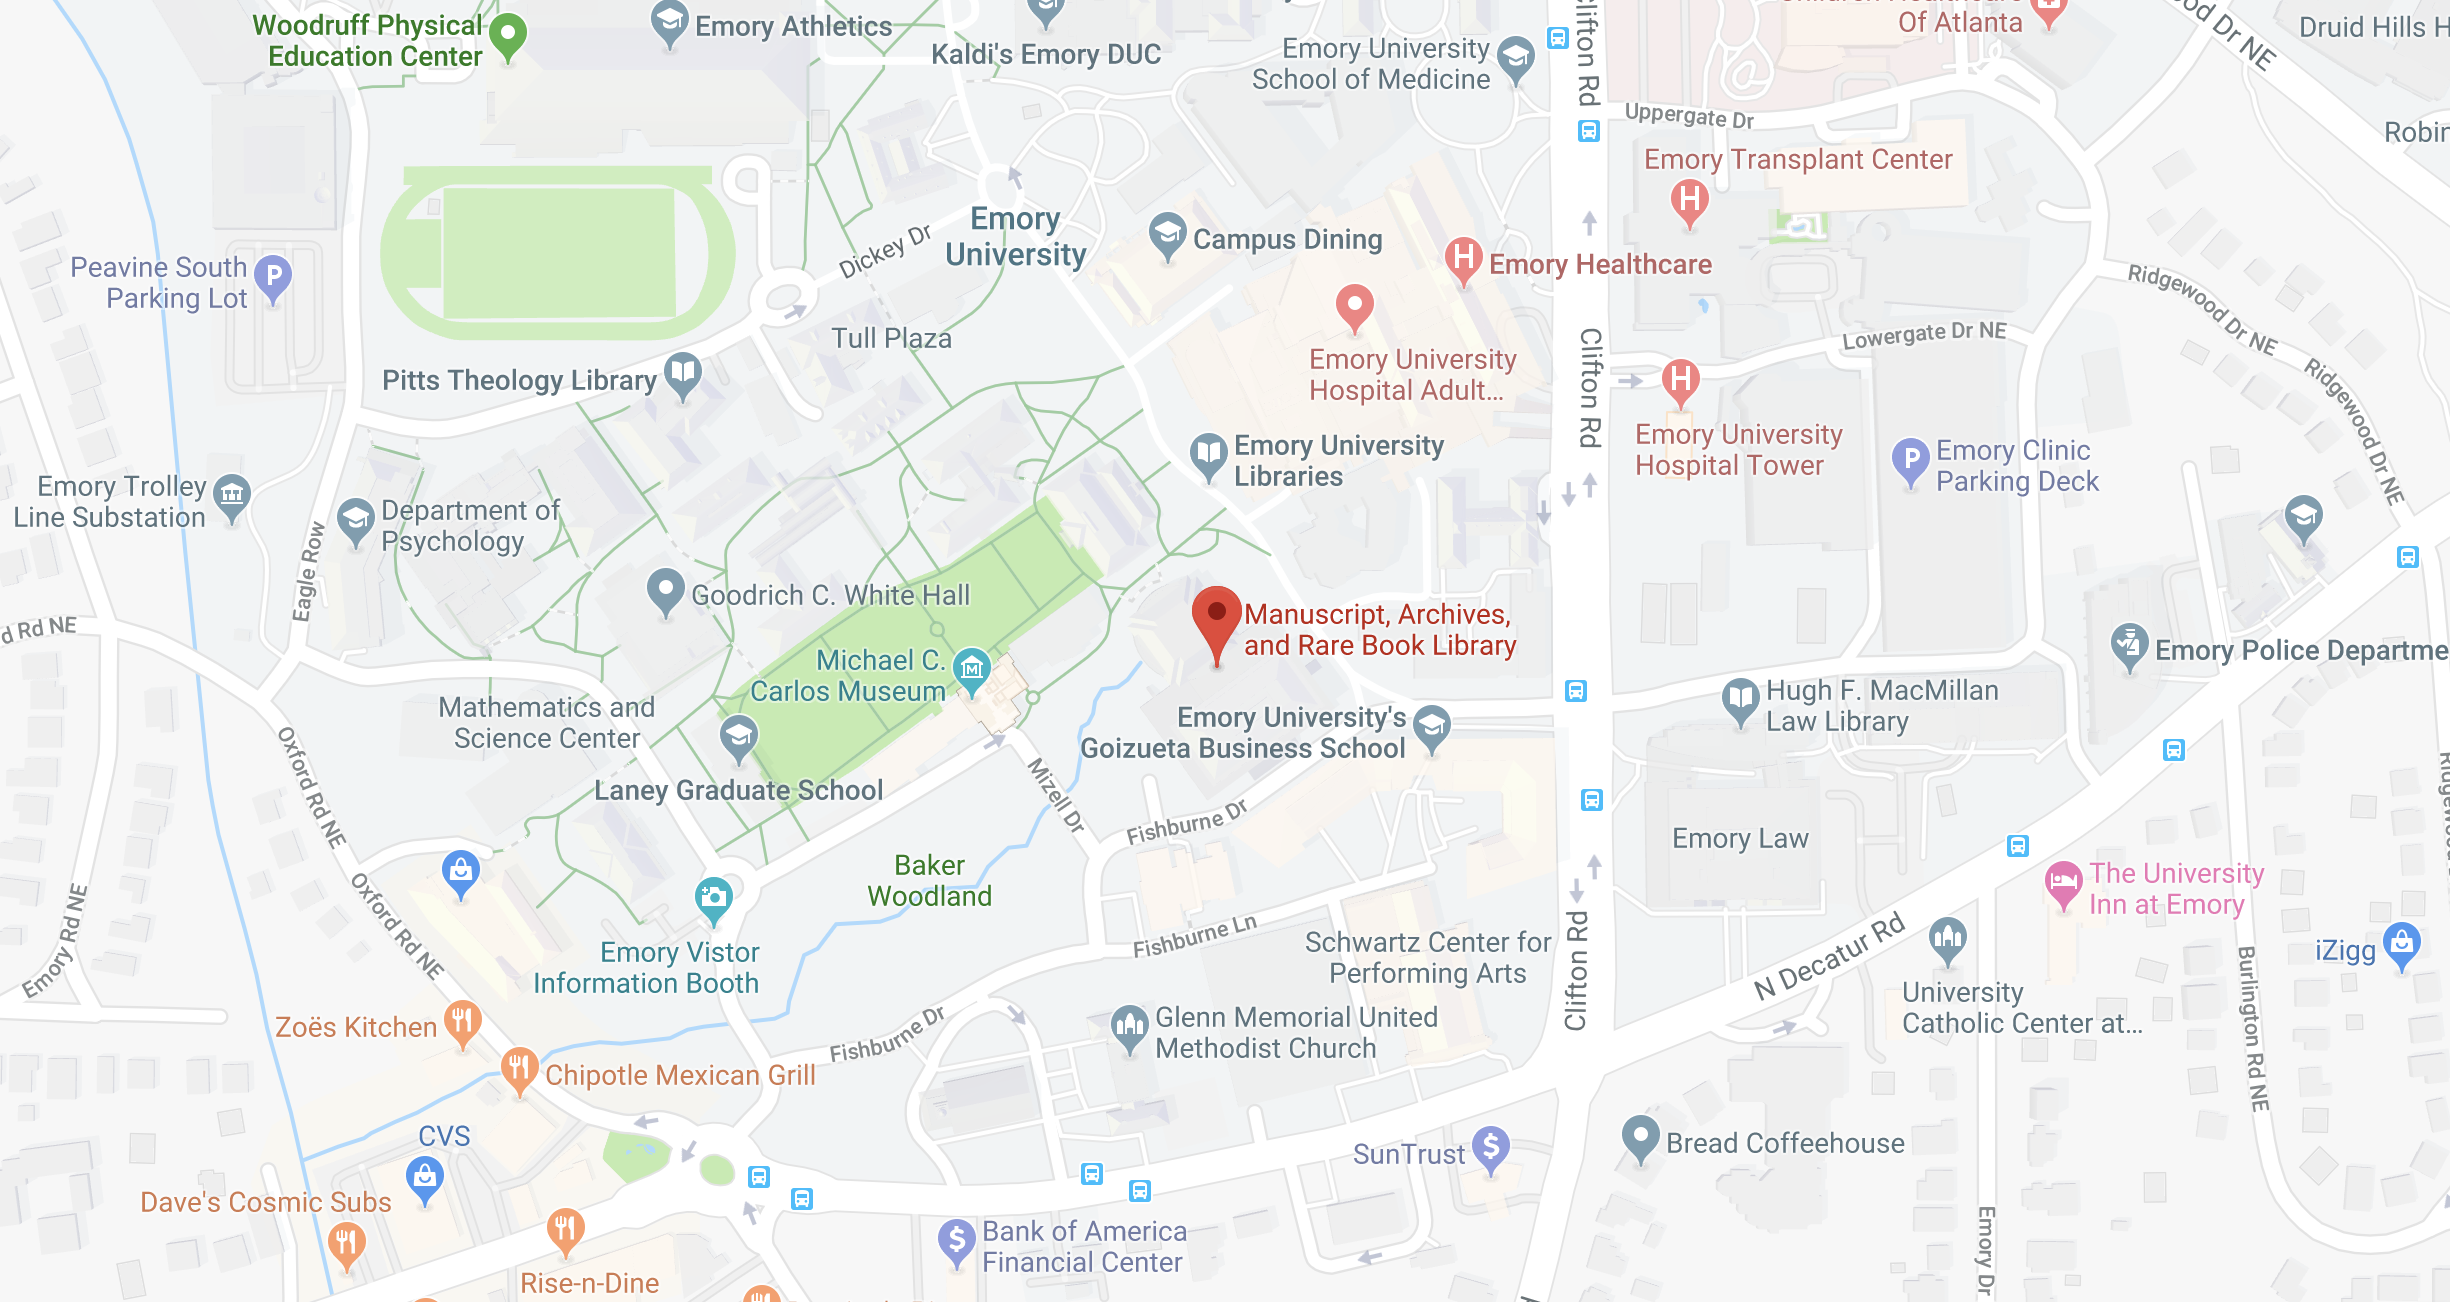 Woodruff Physical
Education Center
Emory Athletics
Kaldi's Emory DUC
Emory University
School of Medicine
Clifton Rd
Of Atlanta
Druid Hills H
Uppergate Dr
Emory Transplant Center
Emory
University
Campus Dining
Emory Healthcare
Dickey Dr
Peavine South
Parking Lot
Tull Plaza
Pitts Theology Library
Emory University
Hospital Adult...
Clifton Rd
Lowergate Dr NE
Ridgewood Dr NE
Ridgewood Dr NE
Emory University
Libraries
Emory University
Hospital Tower
Emory Clinic
Parking Deck
Emory Trolley
Line Substation
Department of
Psychology
Eagle Row
Goodrich C. White Hall
Manuscript, Archives,
and Rare Book Library
d Rd NE
Michael C.
Carlos Museum
Emory Police Departme
Mathematics and
Science Center
Hugh F. MacMillan
Law Library
Emory University's
Goizueta Business School
Laney Graduate School
Oxford Rd NE
Mizell Dr
Fishburne Dr
Emory Law
Baker
Woodland
The University
Inn at Emory
Oxford Rd NE
Emory Rd NE
Emory Vistor
Information Booth
Fishburne Ln
Schwartz Center for
Performing Arts
Clifton Rd
N Decatur Rd
iZigg
University
Catholic Center at...
Burlington Rd NE
Zoës Kitchen
Fishburne Dr
Glenn Memorial United
Methodist Church
Chipotle Mexican Grill
CVS
SunTrust
Bread Coffeehouse
Dave's Cosmic Subs
Bank of America
Financial Center
Emory Dr
Rise-n-Dine